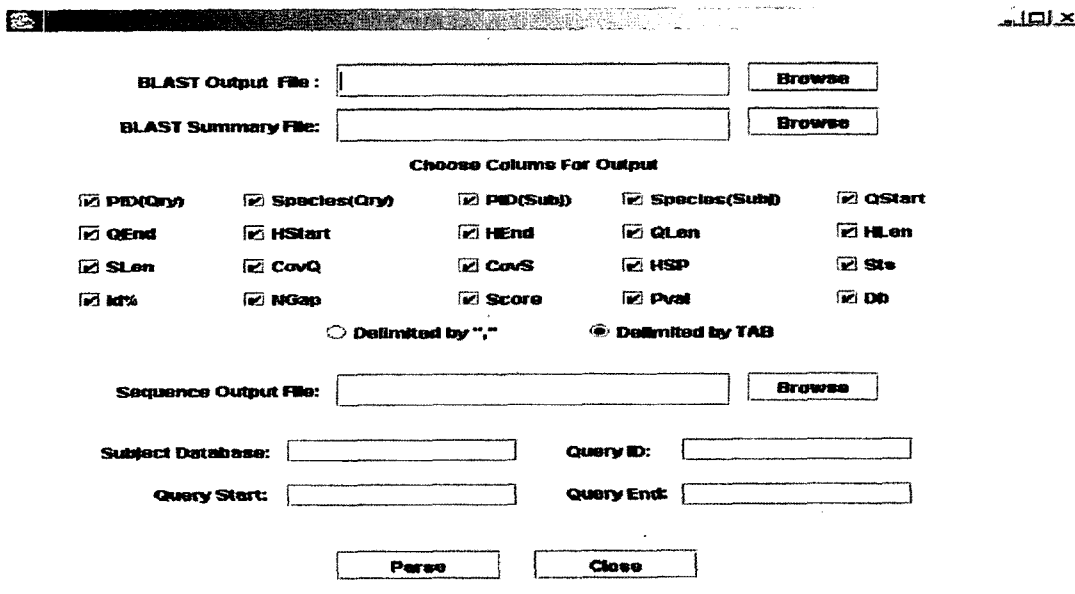 BLAST Output File :
Browse
BLAST Summary File:
Browse
Choose Colums For Output
PID(Qry) Species(Qry) PID(Subj) Species(Subj) QStart
QEnd HStart HEnd QLen HLen
SLen CovQ CovS HSP Sts
Id% NGap Score Pval Db
Delimited by "," Delimited by TAB
Sequence Output File:
Browse
Subject Database:
Query ID:
Query Start:
Query End:
Parse Close